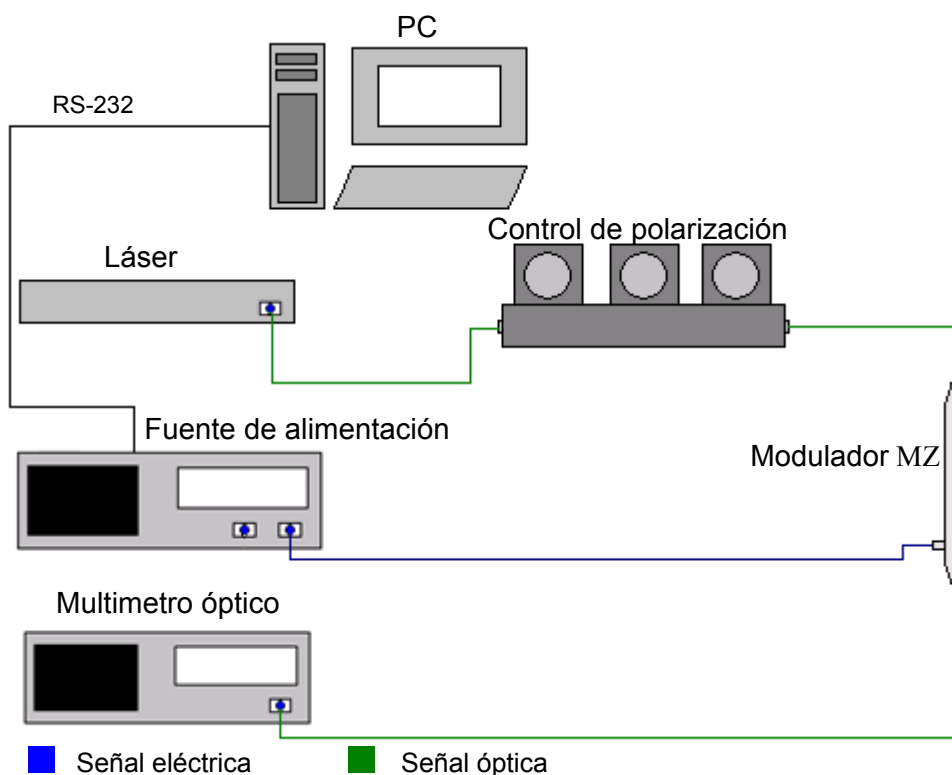 PC
RS-232
Control de polarización
Láser
Fuente de alimentación
Modulador MZ
Multimetro óptico
Señal eléctrica
Señal óptica